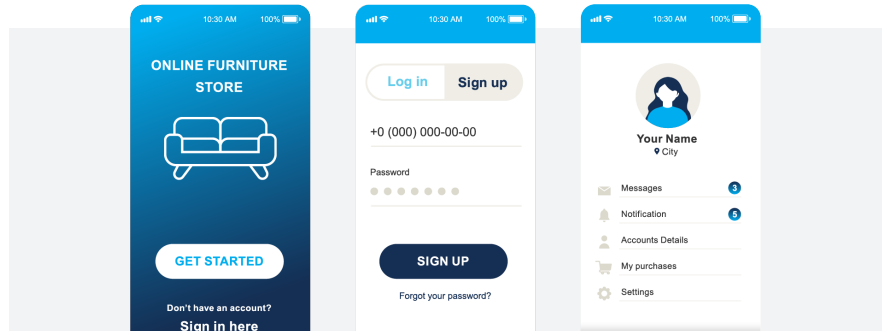 10:30 AM 100%
ONLINE FURNITURE
STORE
GET STARTED
Don't have an account?
Sign in here
10:30 AM 100%
Log in Sign up
+0 (000) 000-00-00
Password
SIGN UP
Forgot your password?
10:30 AM 100%
Your Name
City
Messages 3
Notification 5
Accounts Details
My purchases
Settings